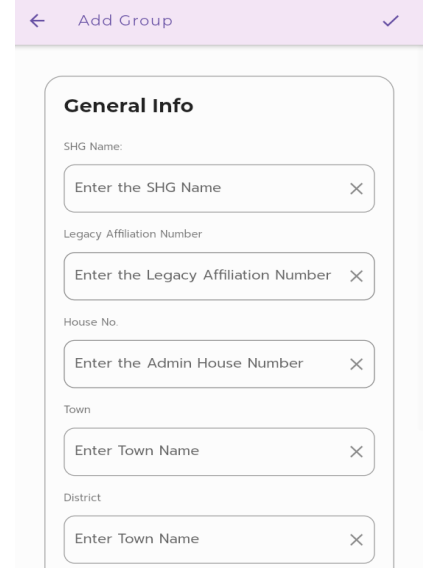 Add Group
General Info
SHG Name:
Enter the SHG Name
Legacy Affiliation Number
Enter the Legacy Affiliation Number
House No.
Enter the Admin House Number
Town
Enter Town Name
District
Enter Town Name